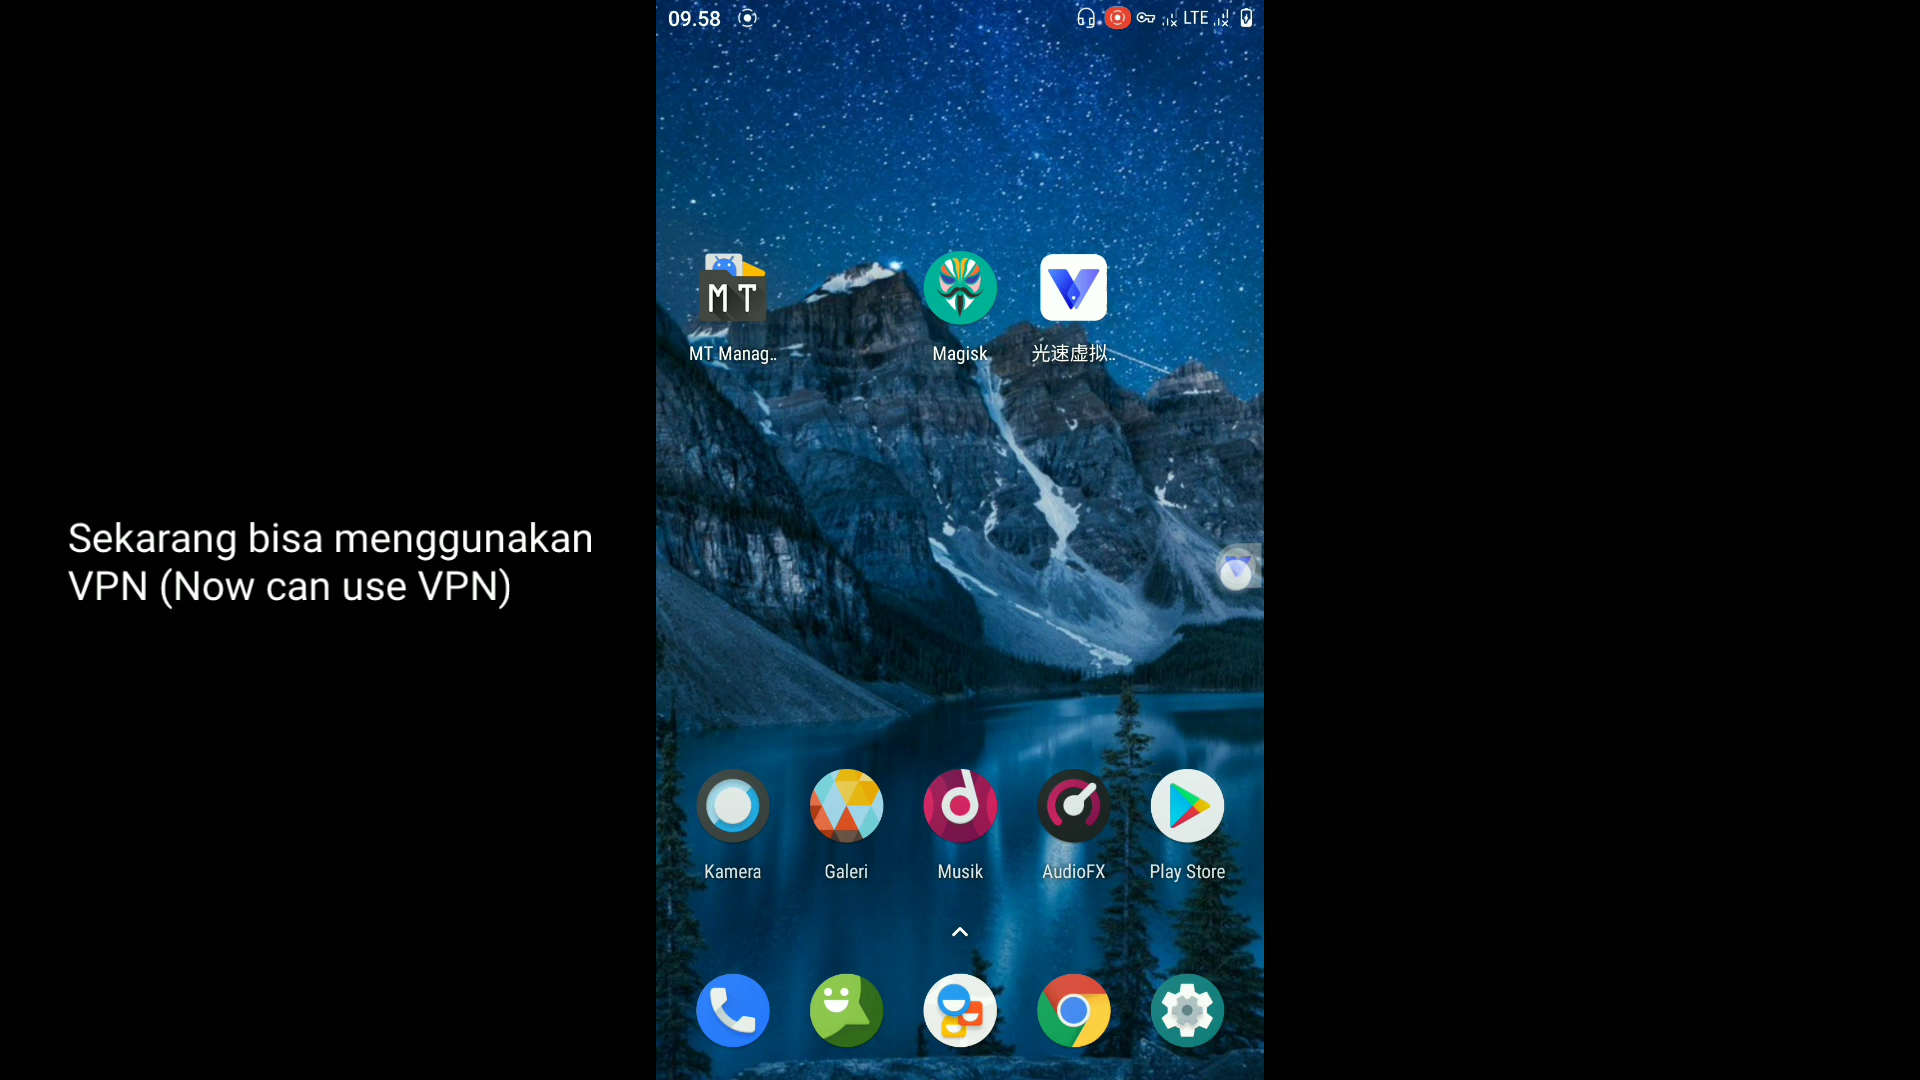 09.58
LTE
MT
MT Manag..
Magisk
光速虚拟..
Sekarang bisa menggunakan
VPN (Now can use VPN)
Kamera
Galeri
Musik
AudioFX
Play Store